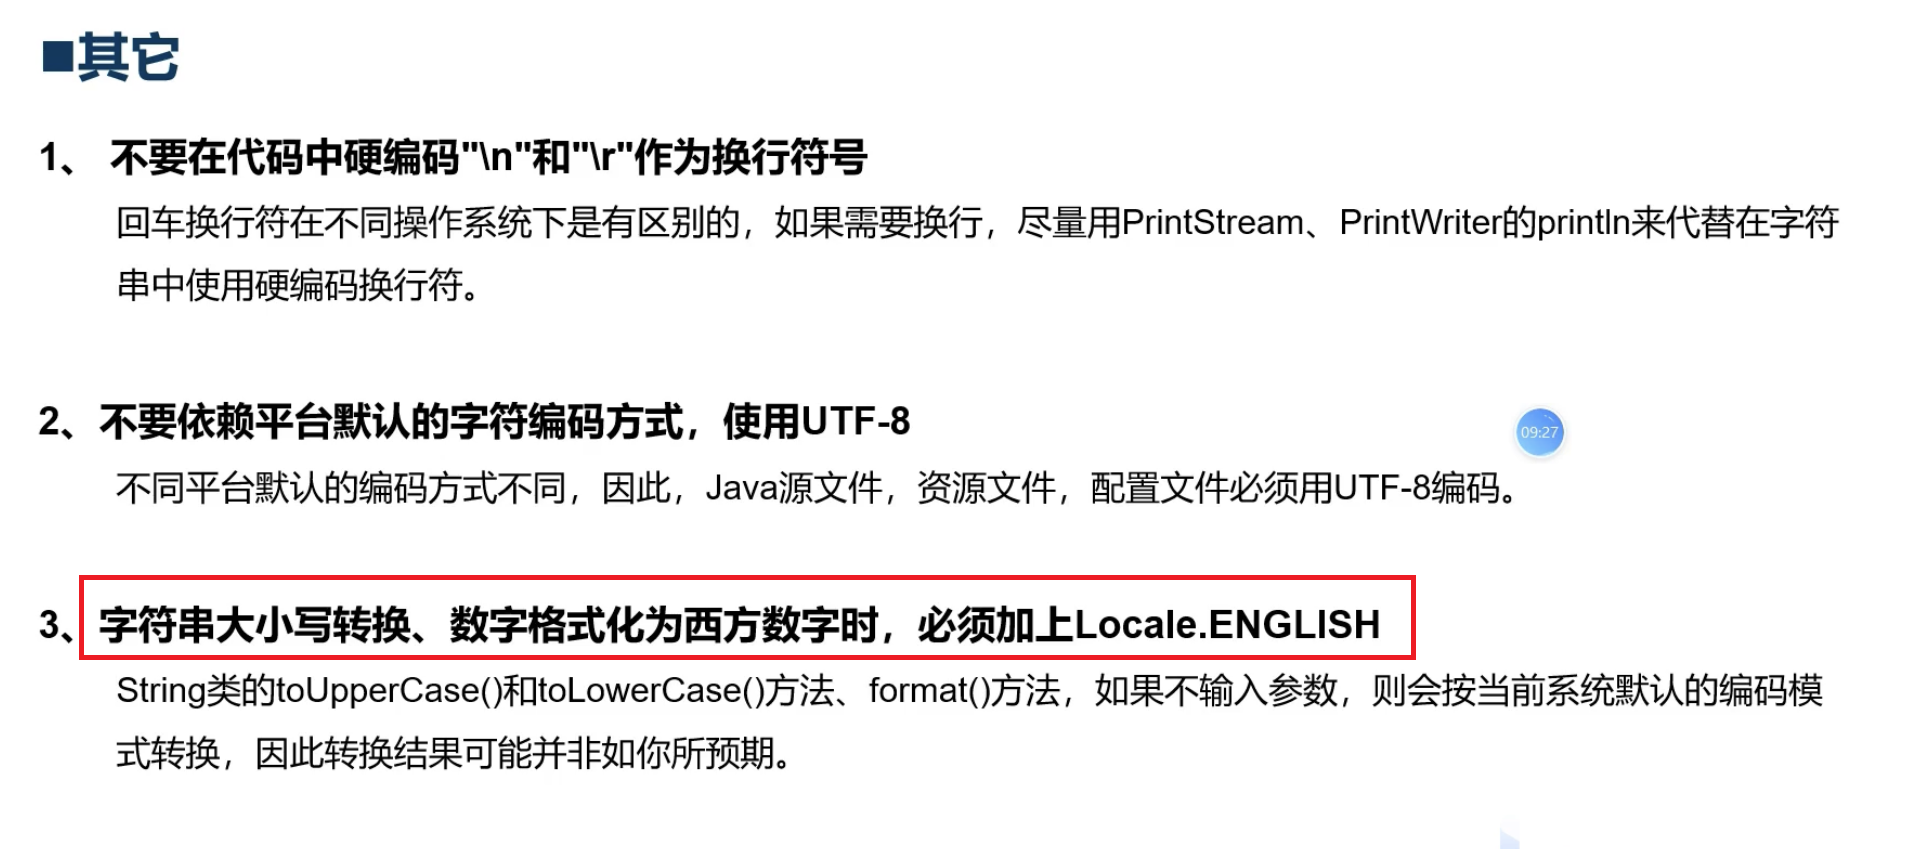 ■其它
1、 不要在代码中硬编码"\n"和"\r"作为换行符号
回车换行符在不同操作系统下是有区别的，如果需要换行，尽量用PrintStream、PrintWriter的println来代替在字符
串中使用硬编码换行符。
2、不要依赖平台默认的字符编码方式，使用UTF-8
09:27
不同平台默认的编码方式不同，因此，Java源文件，资源文件，配置文件必须用UTF-8编码。
3、字符串大小写转换、数字格式化为西方数字时，必须加上Locale.ENGLISH
String类的toUpperCase()和toLowerCase()方法、format()方法，如果不输入参数，则会按当前系统默认的编码模
式转换，因此转换结果可能并非如你所预期。